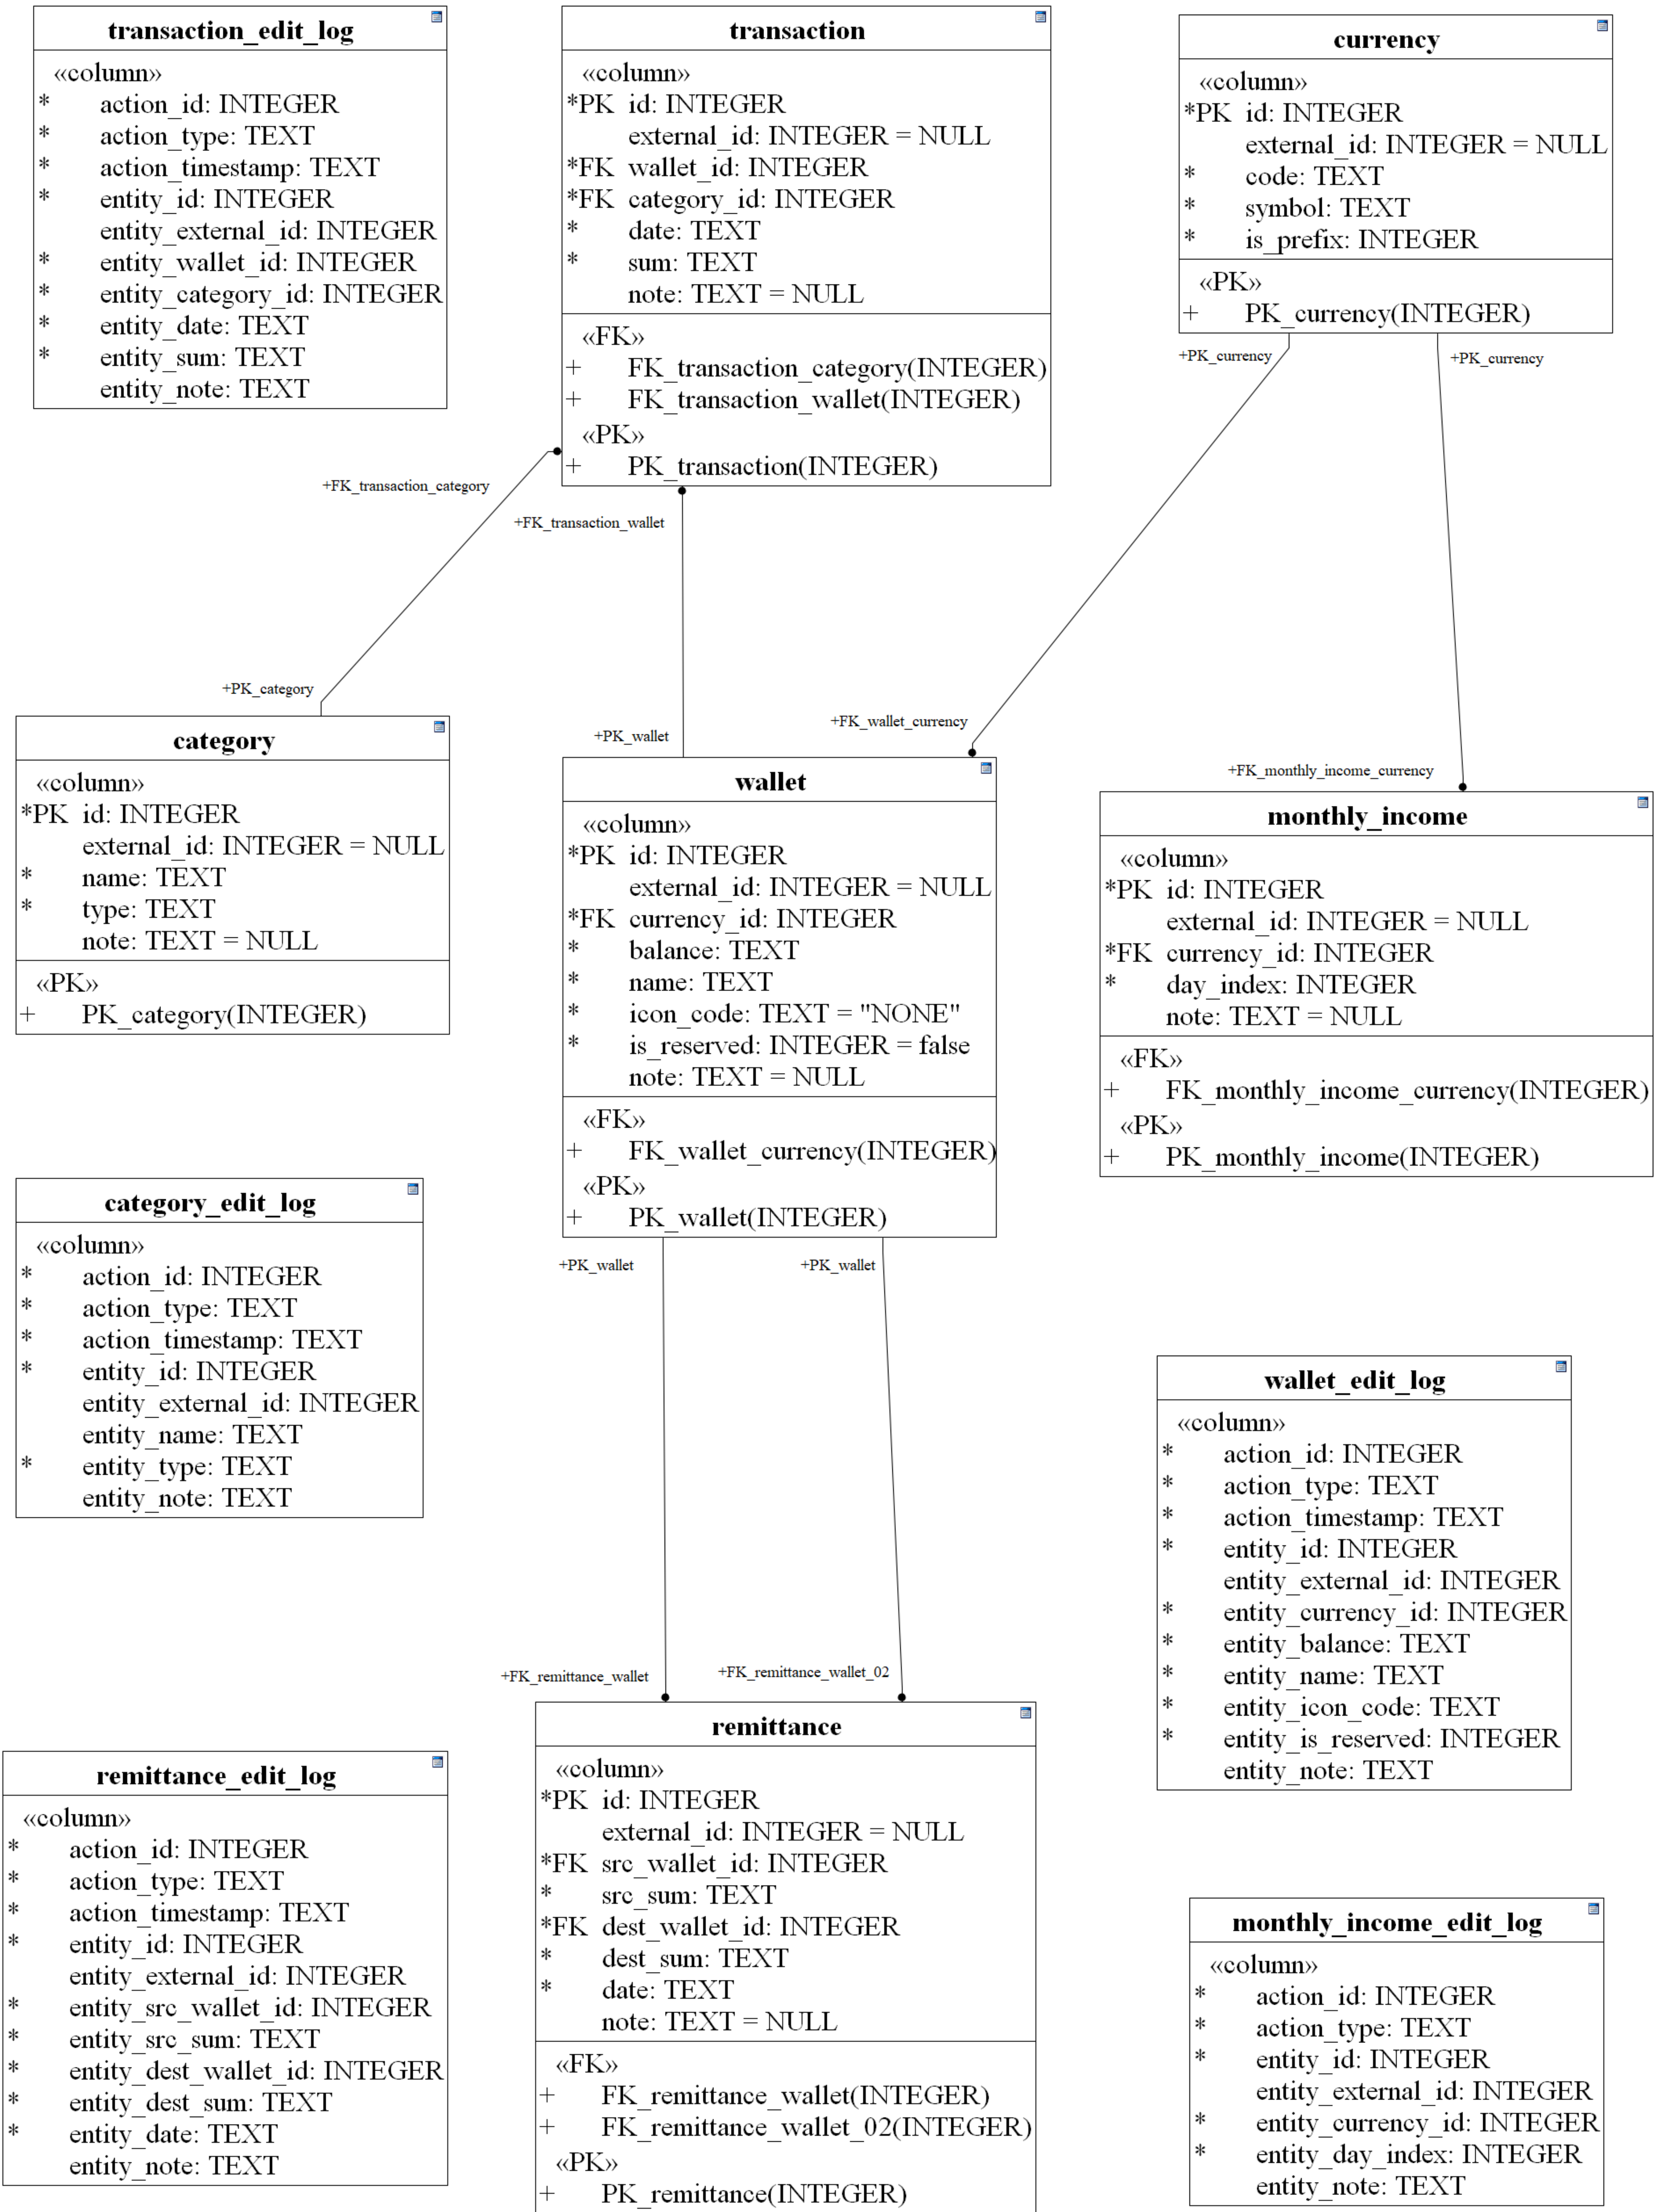 transaction_edit_log
«column»
* action_id: INTEGER
* action_type: TEXT
* action_timestamp: TEXT
* entity_id: INTEGER
entity_external_id: INTEGER
* entity_wallet_id: INTEGER
* entity_category_id: INTEGER
* entity_date: TEXT
* entity_sum: TEXT
entity_note: TEXT
transaction
«column»
*PK id: INTEGER
external_id: INTEGER = NULL
*FK wallet_id: INTEGER
*FK category_id: INTEGER
* date: TEXT
* sum: TEXT
note: TEXT = NULL
«FK»
+ FK_transaction_category(INTEGER)
+ FK_transaction_wallet(INTEGER)
«PK»
+ PK_transaction(INTEGER)
currency
«column»
*PK id: INTEGER
external_id: INTEGER = NULL
* code: TEXT
* symbol: TEXT
* is_prefix: INTEGER
«PK»
+ PK_currency(INTEGER)
+PK_currency
+PK_currency
+FK_transaction_category
+FK_transaction_wallet
+PK_category
+PK_wallet
+FK_wallet_currency
+FK_monthly_income_currency
category
«column»
*PK id: INTEGER
external_id: INTEGER = NULL
* name: TEXT
* type: TEXT
note: TEXT = NULL
«PK»
+ PK_category(INTEGER)
wallet
«column»
*PK id: INTEGER
external_id: INTEGER = NULL
*FK currency_id: INTEGER
* balance: TEXT
* name: TEXT
* icon_code: TEXT = "NONE"
* is_reserved: INTEGER = false
note: TEXT = NULL
«FK»
+ FK_wallet_currency(INTEGER)
«PK»
+ PK_wallet(INTEGER)
monthly_income
«column»
*PK id: INTEGER
external_id: INTEGER = NULL
*FK currency_id: INTEGER
* day_index: INTEGER
note: TEXT = NULL
«FK»
+ FK_monthly_income_currency(INTEGER)
«PK»
+ PK_monthly_income(INTEGER)
category_edit_log
«column»
* action_id: INTEGER
* action_type: TEXT
* action_timestamp: TEXT
* entity_id: INTEGER
entity_external_id: INTEGER
entity_name: TEXT
* entity_type: TEXT
entity_note: TEXT
+PK_wallet
+PK_wallet
+FK_remittance_wallet
+FK_remittance_wallet_02
wallet_edit_log
«column»
* action_id: INTEGER
* action_type: TEXT
* action_timestamp: TEXT
* entity_id: INTEGER
entity_external_id: INTEGER
* entity_currency_id: INTEGER
* entity_balance: TEXT
* entity_name: TEXT
* entity_icon_code: TEXT
* entity_is_reserved: INTEGER
entity_note: TEXT
remittance_edit_log
«column»
* action_id: INTEGER
* action_type: TEXT
* action_timestamp: TEXT
* entity_id: INTEGER
entity_external_id: INTEGER
* entity_src_wallet_id: INTEGER
* entity_src_sum: TEXT
* entity_dest_wallet_id: INTEGER
* entity_dest_sum: TEXT
* entity_date: TEXT
entity_note: TEXT
remittance
«column»
*PK id: INTEGER
external_id: INTEGER = NULL
*FK src_wallet_id: INTEGER
* src_sum: TEXT
*FK dest_wallet_id: INTEGER
* dest_sum: TEXT
* date: TEXT
note: TEXT = NULL
«FK»
+ FK_remittance_wallet(INTEGER)
+ FK_remittance_wallet_02(INTEGER)
«PK»
+ PK_remittance(INTEGER)
monthly_income_edit_log
«column»
* action_id: INTEGER
* action_type: TEXT
* entity_id: INTEGER
entity_external_id: INTEGER
* entity_currency_id: INTEGER
* entity_day_index: INTEGER
entity_note: TEXT